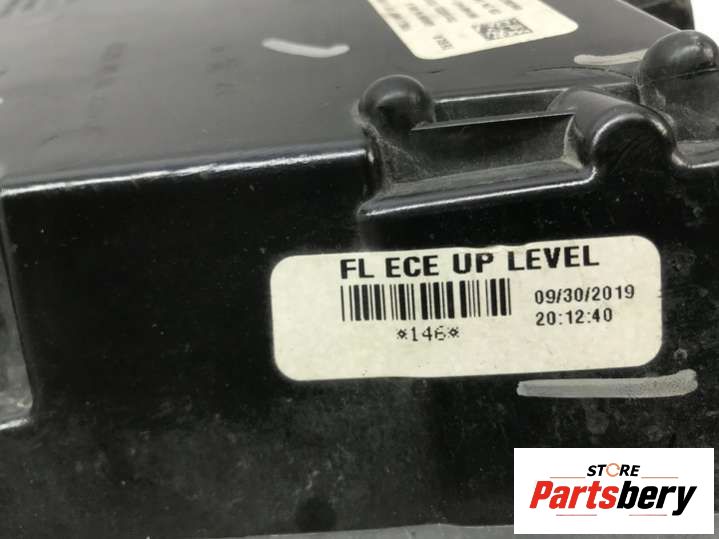 FL ECE UP LEVEL
09/30/2019
*146*
20:12:40
STORE
Partsbery